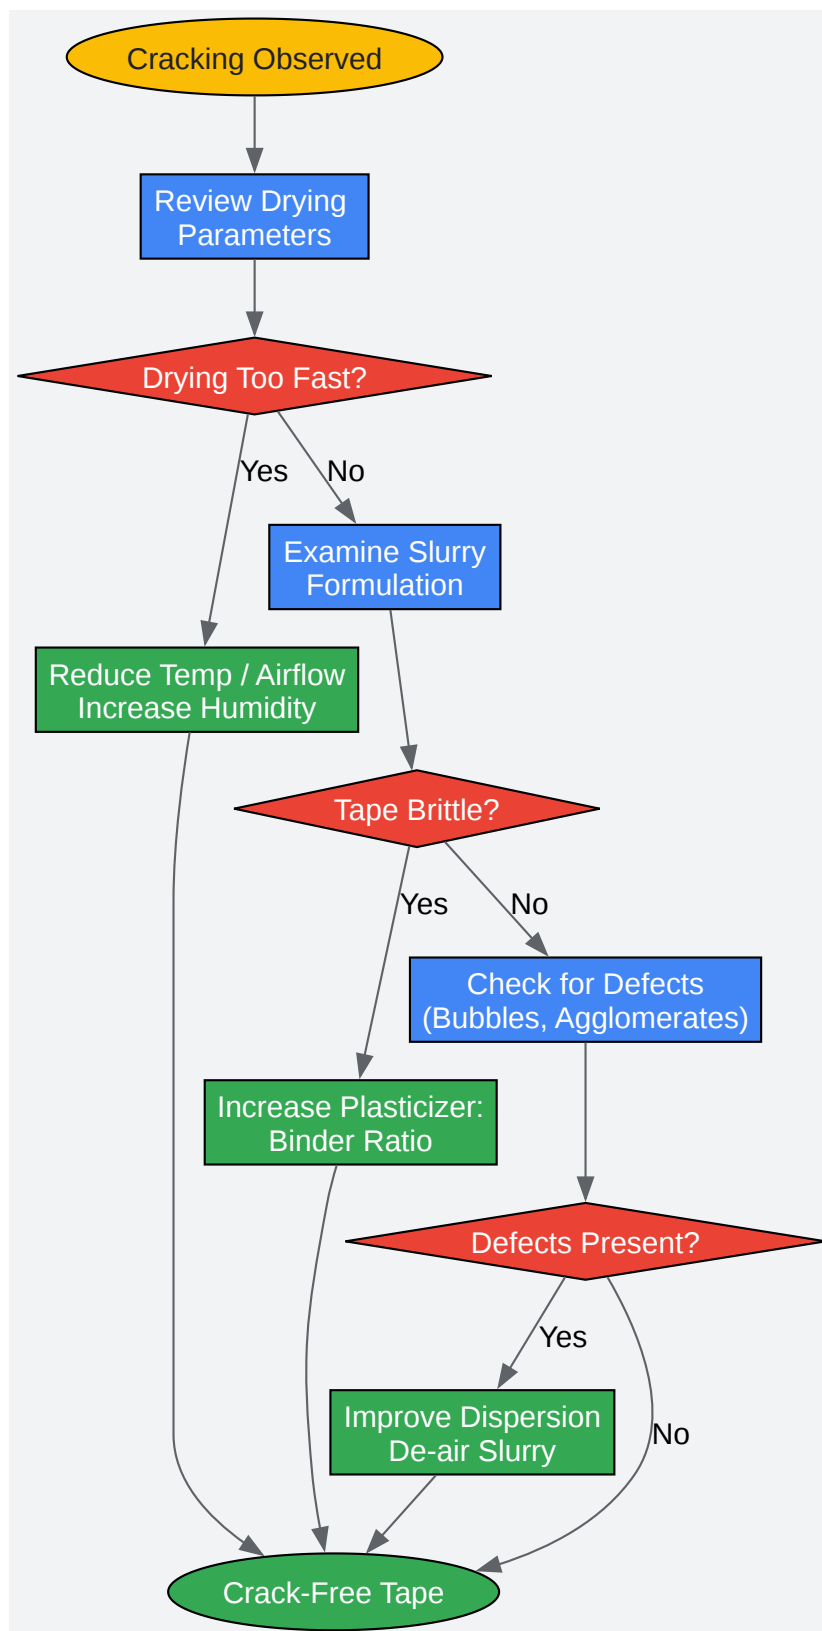 Cracking Observed
Review Drying
Parameters
Drying Too Fast?
Yes
No
Examine Slurry
Formulation
Reduce Temp / Airflow
Increase Humidity
Tape Brittle?
Yes
No
Check for Defects
(Bubbles, Agglomerates)
Increase Plasticizer:
Binder Ratio
Defects Present?
Yes
Improve Dispersion
De-air Slurry
No
Crack-Free Tape